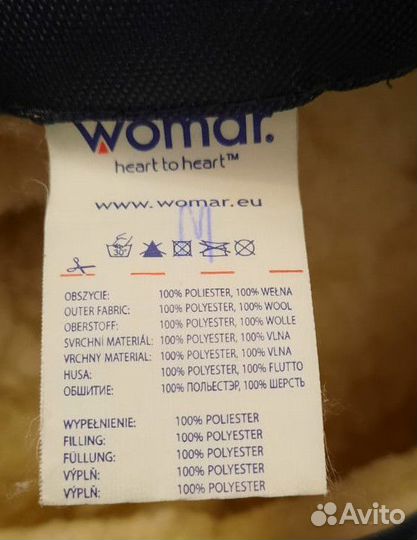 womar.
heart to heart™
www.womar.eu
M
30°
OBSZYCIE: 100% POLIESTER, 100% WEŁNA
OUTER FABRIC: 100% POLYESTER, 100% WOOL
OBERSTOFF: 100% POLYESTER, 100% WOLLE
SVRCHNÍ MATERIÁL: 100% POLYESTER, 100% VLNA
VRCHNY MATERIAL: 100% POLYESTER, 100% VLNA
HUSA: 100% POLYESTER, 100% FLUTTO
ОБШИТИЕ: 100% ПОЛЬЕСТЭР, 100% ШЕРСТЬ
WYPEŁNIENIE: 100% POLIESTER
FILLING: 100% POLYESTER
FÜLLUNG: 100% POLYESTER
VÝPLŇ: 100% POLYESTER
VÝPLŇ: 100% POLYESTER
Avito